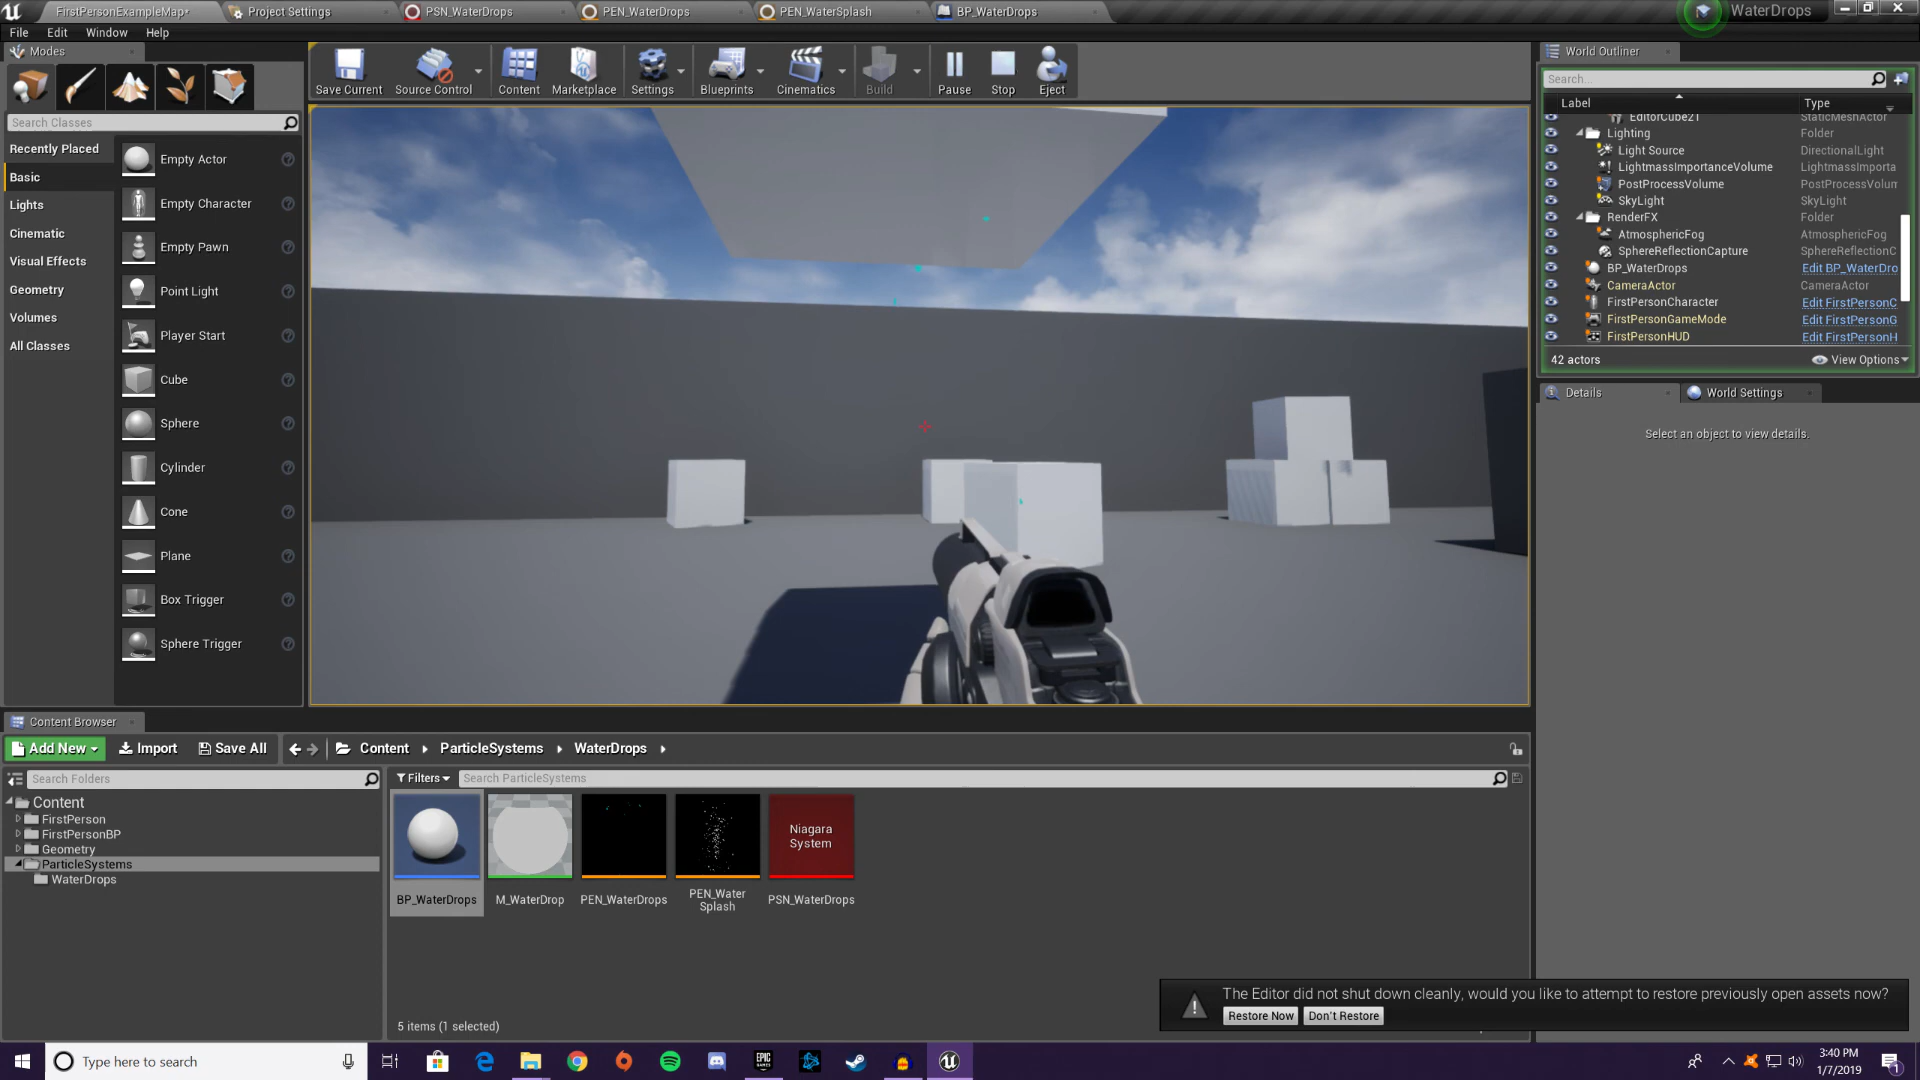 FirstPersonExampleMap*
Project Settings
PSN_WaterDrops
PEN_WaterDrops
PEN_WaterSplash
BP_WaterDrops
WaterDrops
File Edit Window Help
Modes
Save Current
Source Control
Content
Marketplace
Settings
Blueprints
Cinematics
Build
Pause
Stop
Eject
World Outliner
Search...
Label
Type
Search Classes
Recently Placed
Basic
Lights
Cinematic
Visual Effects
Geometry
Volumes
All Classes
Empty Actor
Empty Character
Empty Pawn
Point Light
Player Start
Cube
Sphere
Cylinder
Cone
Plane
Box Trigger
Sphere Trigger
EditorCube21 StaticMeshActor
Lighting Folder
Light Source DirectionalLight
LightmassImportanceVolume LightmassImporta
PostProcessVolume PostProcessVolun
SkyLight SkyLight
RenderFX Folder
AtmosphericFog AtmosphericFog
SphereReflectionCapture SphereReflectionC
BP_WaterDrops Edit BP_WaterDro
CameraActor CameraActor
FirstPersonCharacter Edit FirstPersonC
FirstPersonGameMode Edit FirstPersonG
FirstPersonHUD Edit FirstPersonH
42 actors
View Options
Details
World Settings
Select an object to view details.
Content Browser
Add New
Import
Save All
Content
ParticleSystems
WaterDrops
Search Folders
Filters
Search ParticleSystems
Content
FirstPerson
FirstPersonBP
Geometry
ParticleSystems
WaterDrops
Niagara
System
BP_WaterDrops
M_WaterDrop
PEN_WaterDrops
PEN_Water
Splash
PSN_WaterDrops
5 items (1 selected)
The Editor did not shut down cleanly, would you like to attempt to restore previously open assets now?
Restore Now
Don't Restore
Type here to search
EPIC
GAMES
3:40 PM
1/7/2019
1